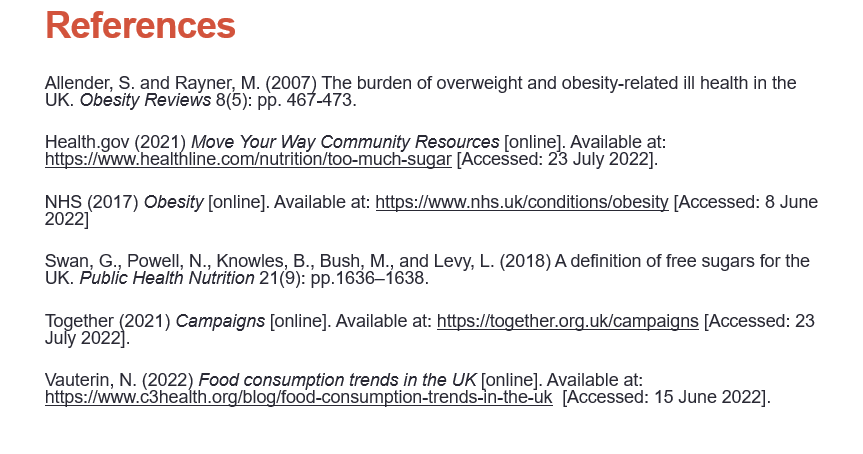 References
Allender, S. and Rayner, M. (2007) The burden of overweight and obesity-related ill health in the
UK. Obesity Reviews 8(5): pp. 467-473.
Health.gov (2021) Move Your Way Community Resources [online]. Available at:
https://www.healthline.com/nutrition/too-much-sugar [Accessed: 23 July 2022].
NHS (2017) Obesity [online]. Available at: https://www.nhs.uk/conditions/obesity [Accessed: 8 June
2022]
Swan, G., Powell, N., Knowles, B., Bush, M., and Levy, L. (2018) A definition of free sugars for the
UK. Public Health Nutrition 21(9): pp.1636–1638.
Together (2021) Campaigns [online]. Available at: https://together.org.uk/campaigns [Accessed: 23
July 2022].
Vauterin, N. (2022) Food consumption trends in the UK [online]. Available at:
https://www.c3health.org/blog/food-consumption-trends-in-the-uk [Accessed: 15 June 2022].